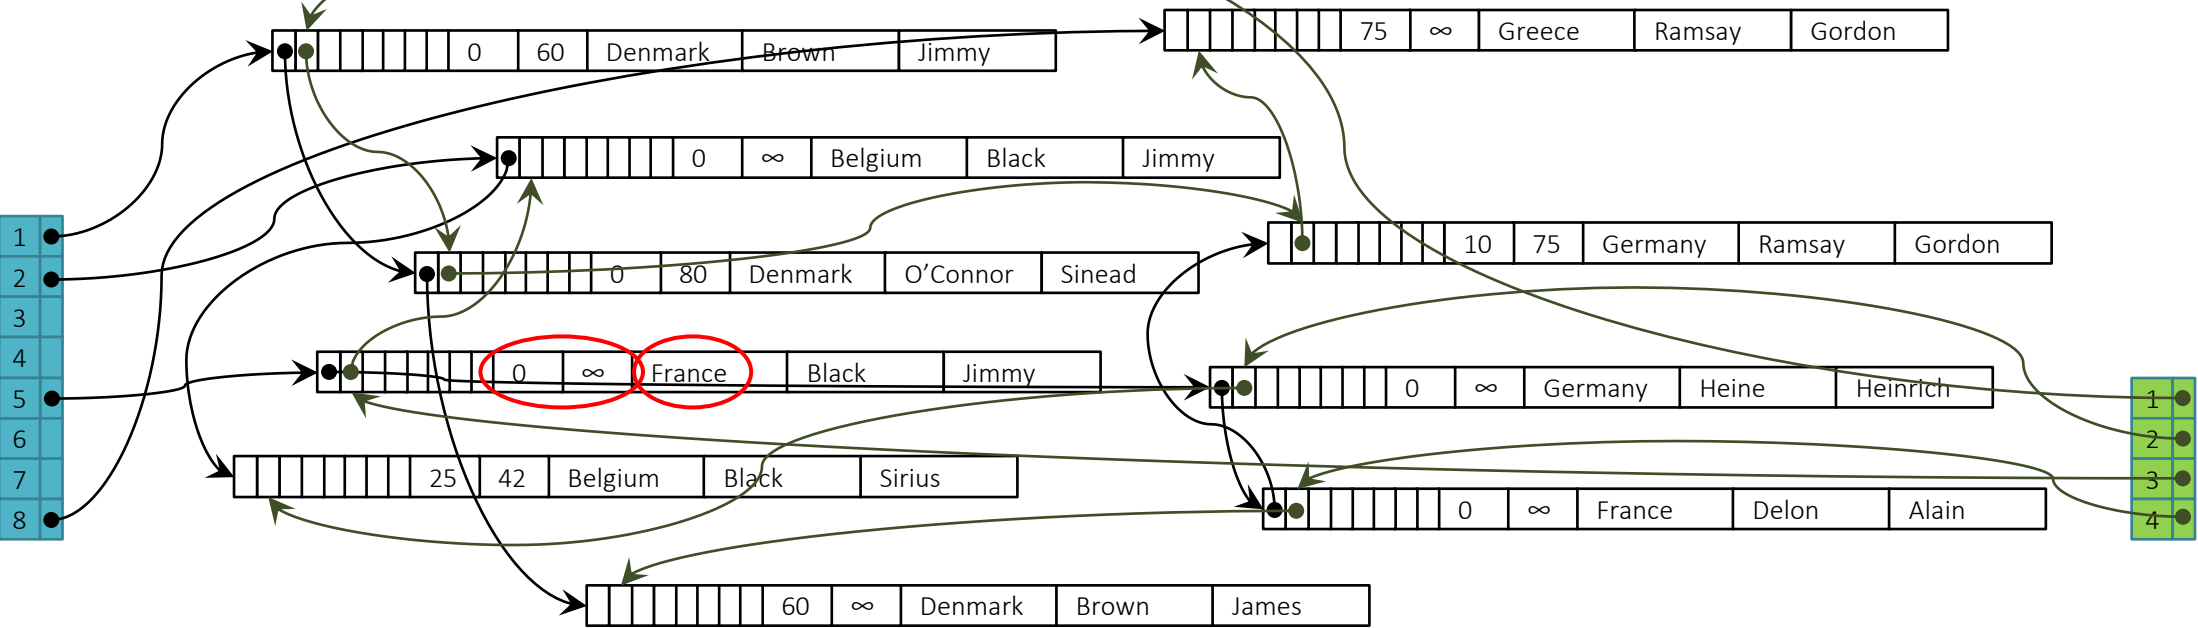 75 ∞ Greece Ramsay Gordon
0 60 Denmark Brown Jimmy
0 ∞ Belgium Black Jimmy
1
2
3
4
5
6
7
8
10 75 Germany Ramsay Gordon
0 80 Denmark O’Connor Sinead
0 ∞ France Black Jimmy
0 ∞ Germany Heine Heinrich
1
2
3
4
25 42 Belgium Black Sirius
0 ∞ France Delon Alain
60 ∞ Denmark Brown James